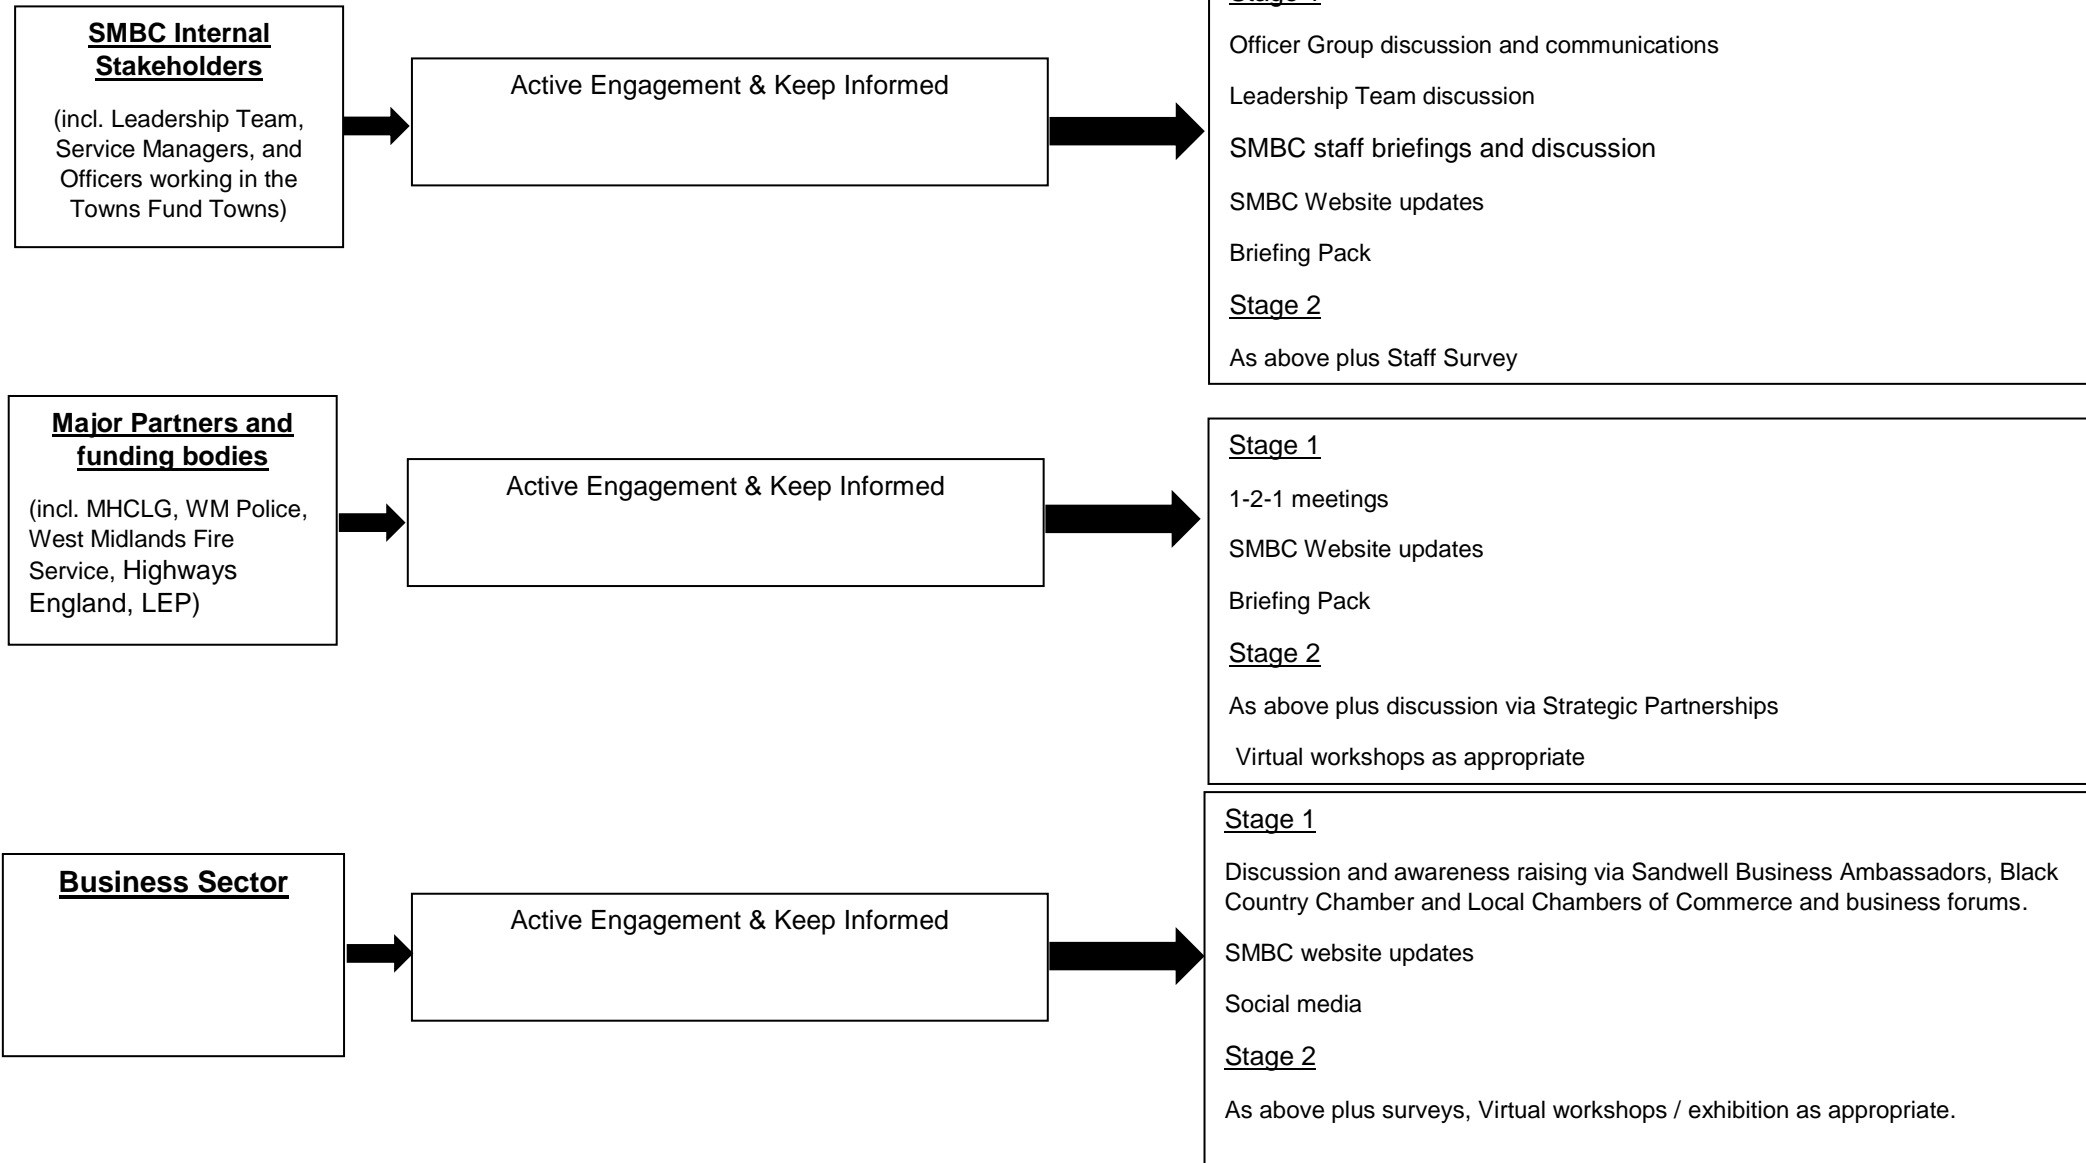 SMBC Internal
Stakeholders
(incl. Leadership Team,
Service Managers, and
Officers working in the
Towns Fund Towns)
Active Engagement & Keep Informed
Officer Group discussion and communications
Leadership Team discussion
SMBC staff briefings and discussion
SMBC Website updates
Briefing Pack
Stage 2
As above plus Staff Survey
Major Partners and
funding bodies
(incl. MHCLG, WM Police,
West Midlands Fire
Service, Highways
England, LEP)
Active Engagement & Keep Informed
Stage 1
1-2-1 meetings
SMBC Website updates
Briefing Pack
Stage 2
As above plus discussion via Strategic Partnerships
Virtual workshops as appropriate
Business Sector
Active Engagement & Keep Informed
Stage 1
Discussion and awareness raising via Sandwell Business Ambassadors, Black
Country Chamber and Local Chambers of Commerce and business forums.
SMBC website updates
Social media
Stage 2
As above plus surveys, Virtual workshops / exhibition as appropriate.